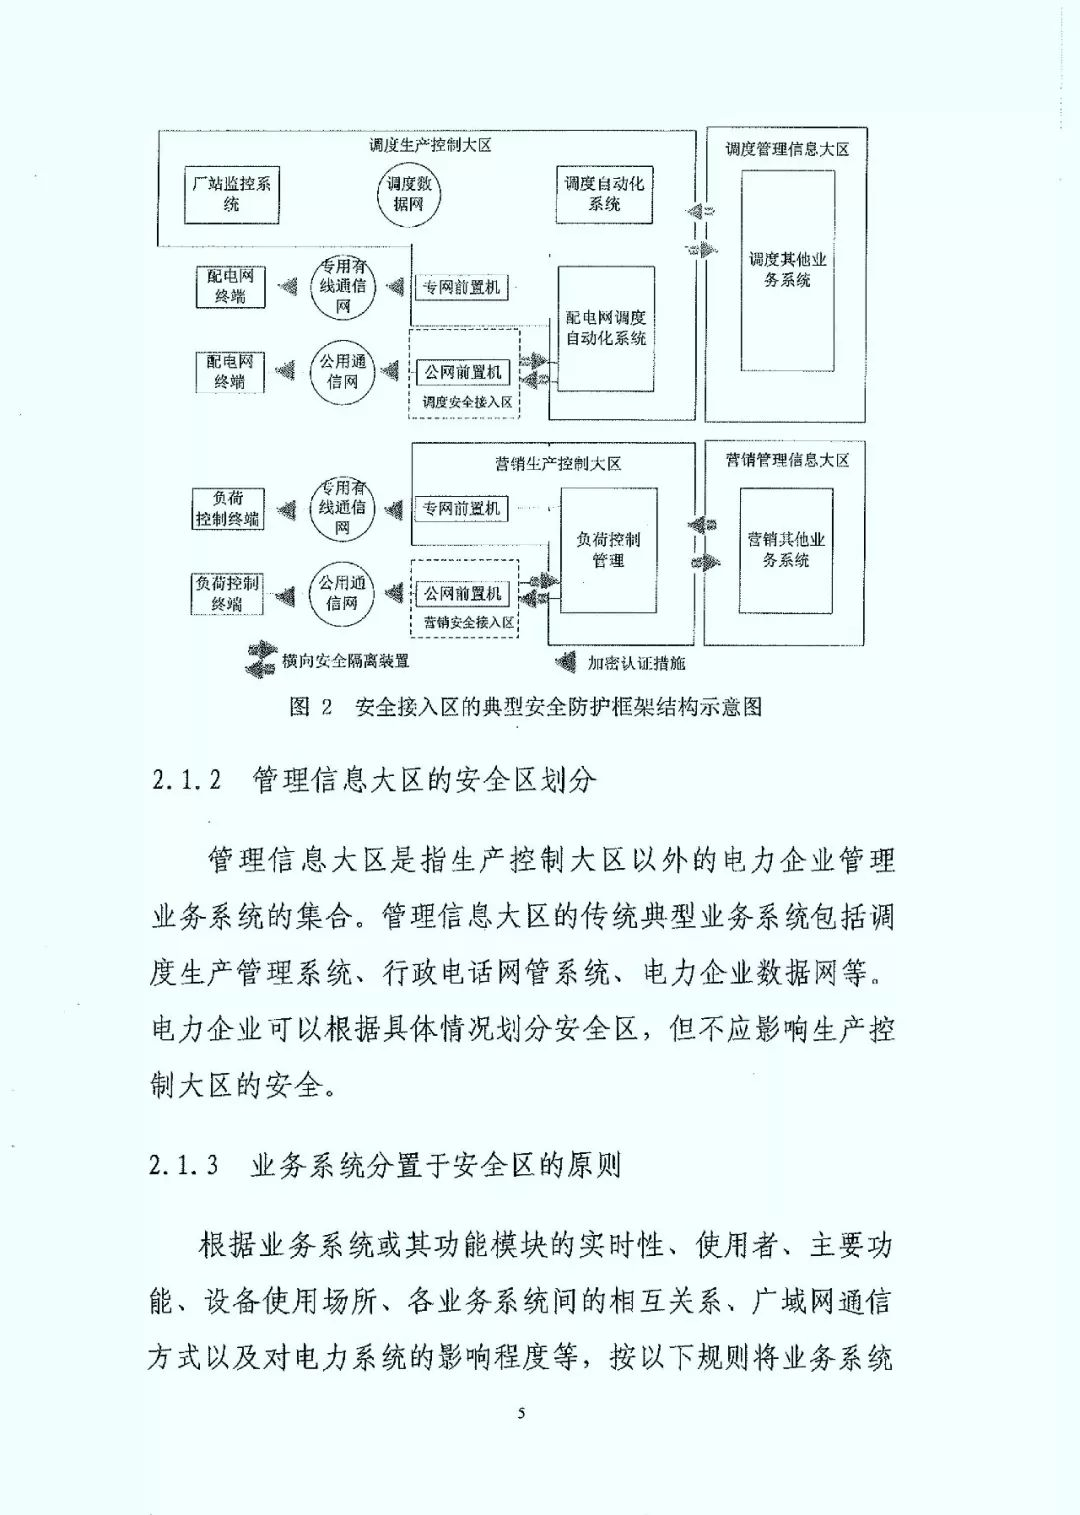 调度生产控制大区
调度管理信息大区
厂站监控系
统
调度数
据网
调度自动化
系统
调度其他业
务系统
配电网
终端
专用有
线通信
网
专网前置机
配电网调度
自动化系统
配电网
终端
公用通
信网
公网前置机
调度安全接入区
营销生产控制大区
营销管理信息大区
负荷
控制终端
专用有
线通信
网
专网前置机
负荷控制
管理
营销其他业
务系统
负荷控制
终端
公用通
信网
公网前置机
营销安全接入区
横向安全隔离装置
加密认证措施
图 2 安全接入区的典型安全防护框架结构示意图
2.1.2 管理信息大区的安全区划分
管理信息大区是指生产控制大区以外的电力企业管理
业务系统的集合。管理信息大区的传统典型业务系统包括调
度生产管理系统、行政电话网管系统、电力企业数据网等。
电力企业可以根据具体情况划分安全区，但不应影响生产控
制大区的安全。
2.1.3 业务系统分置于安全区的原则
根据业务系统或其功能模块的实时性、使用者、主要功
能、设备使用场所、各业务系统间的相互关系、广域网通信
方式以及对电力系统的影响程度等，按以下规则将业务系统
5